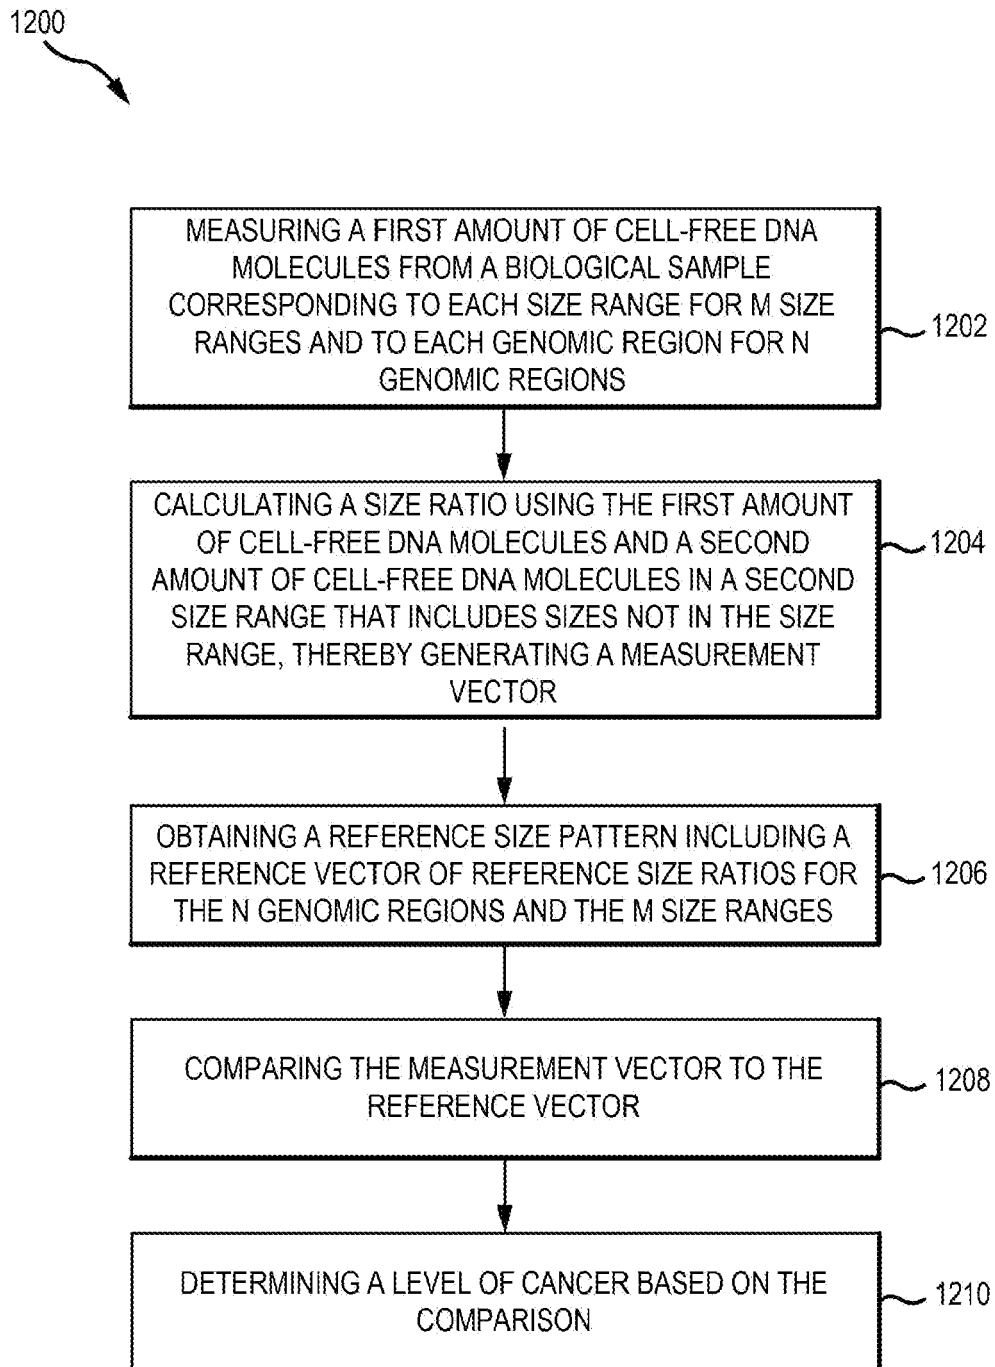 1200
MEASURING A FIRST AMOUNT OF CELL-FREE DNA
MOLECULES FROM A BIOLOGICAL SAMPLE
CORRESPONDING TO EACH SIZE RANGE FOR M SIZE
RANGES AND TO EACH GENOMIC REGION FOR N
GENOMIC REGIONS
1202
CALCULATING A SIZE RATIO USING THE FIRST AMOUNT
OF CELL-FREE DNA MOLECULES AND A SECOND
AMOUNT OF CELL-FREE DNA MOLECULES IN A SECOND
SIZE RANGE THAT INCLUDES SIZES NOT IN THE SIZE
RANGE, THEREBY GENERATING A MEASUREMENT
VECTOR
1204
OBTAINING A REFERENCE SIZE PATTERN INCLUDING A
REFERENCE VECTOR OF REFERENCE SIZE RATIOS FOR
THE N GENOMIC REGIONS AND THE M SIZE RANGES
1206
COMPARING THE MEASUREMENT VECTOR TO THE
REFERENCE VECTOR
1208
DETERMINING A LEVEL OF CANCER BASED ON THE
COMPARISON
1210